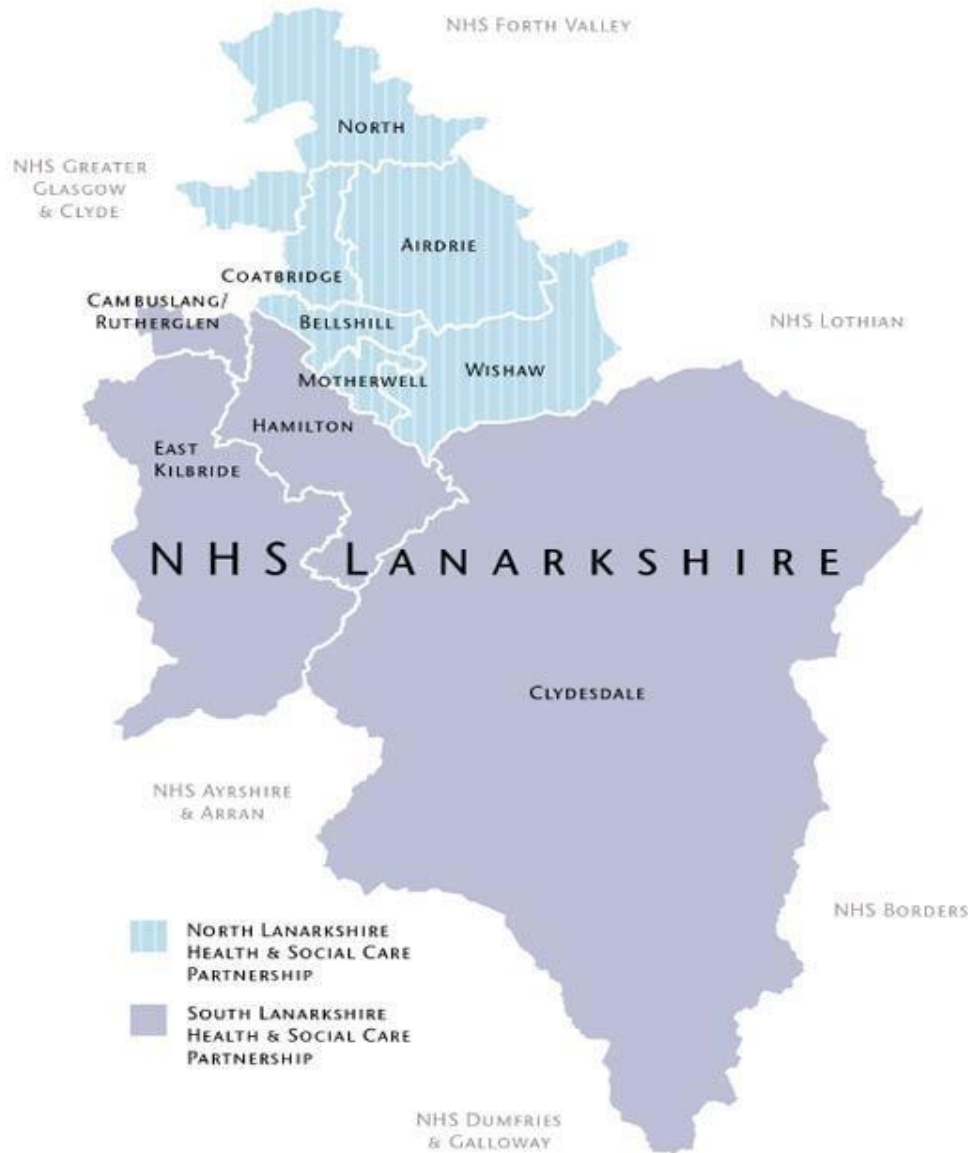 NHS Forth Valley
North
NHS Greater
Glasgow
& Clyde
Airdrie
Coatbridge
Cambuslang/
Rutherglen
Bellshill
NHS Lothian
Motherwell
Wishaw
Hamilton
East
Kilbride
NHS Lanarkshire
Clydesdale
NHS Ayrshire
& Arran
NHS Borders
North Lanarkshire
Health & Social Care
Partnership
South Lanarkshire
Health & Social Care
Partnership
NHS Dumfries
& Galloway